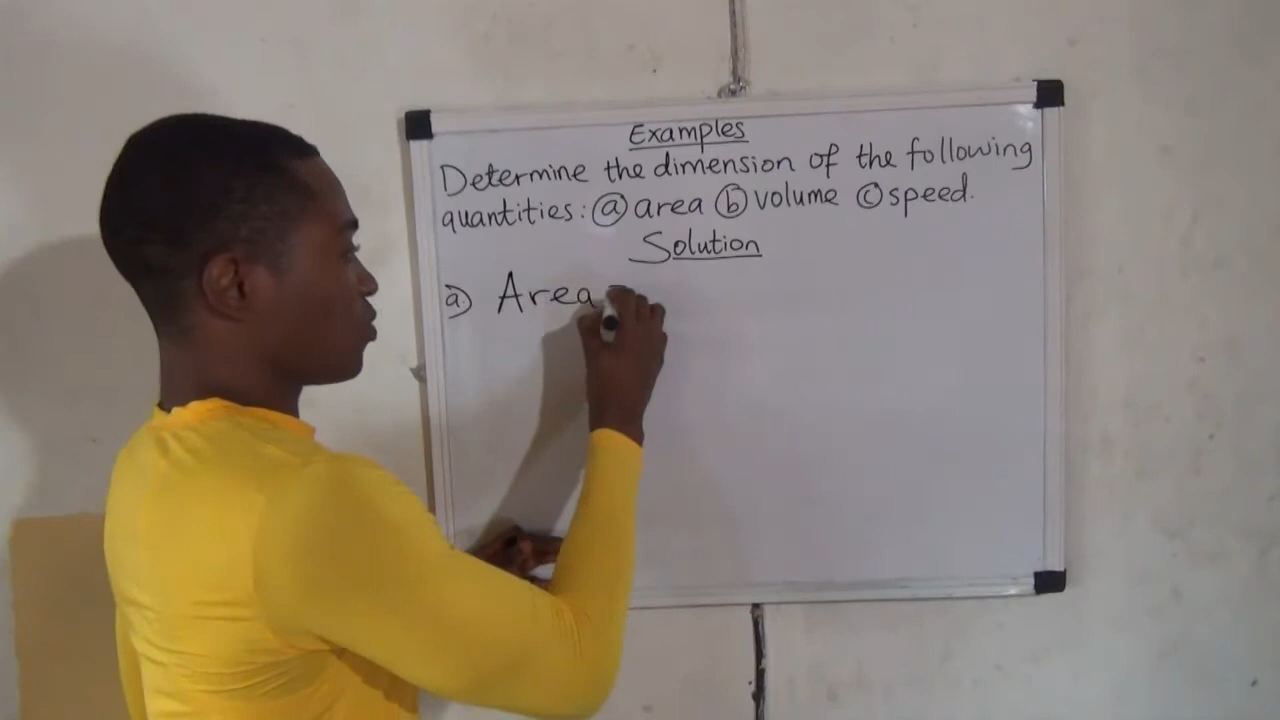 Examples
Determine the dimension of the following
quantities: ⓐ area ⓑ volume ⓒ speed.
Solution
ⓐ Area =